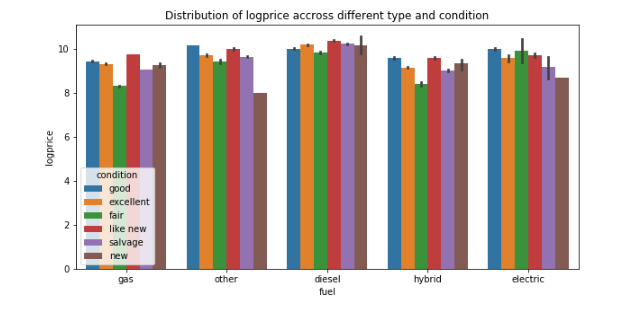 Distribution of logprice accross different type and condition
logprice
10
8
6
4
2
0
condition
good
excellent
fair
like new
salvage
new
gas
other
diesel
hybrid
electric
fuel